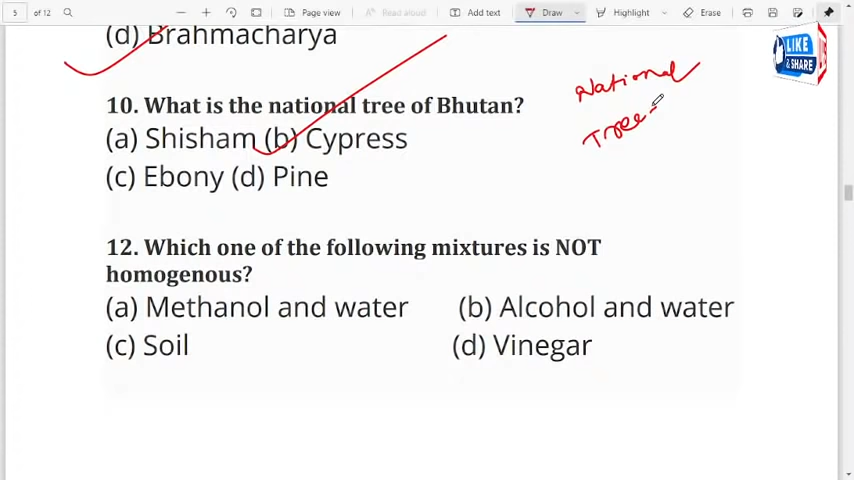 5 of 12 Page view Read aloud Add text Draw Highlight Erase
(d) Brahmacharya
LIKE
& SHARE
National
10. What is the national tree of Bhutan?
Tree-
(a) Shisham (b) Cypress
(c) Ebony (d) Pine
12. Which one of the following mixtures is NOT
homogenous?
(a) Methanol and water (b) Alcohol and water
(c) Soil (d) Vinegar